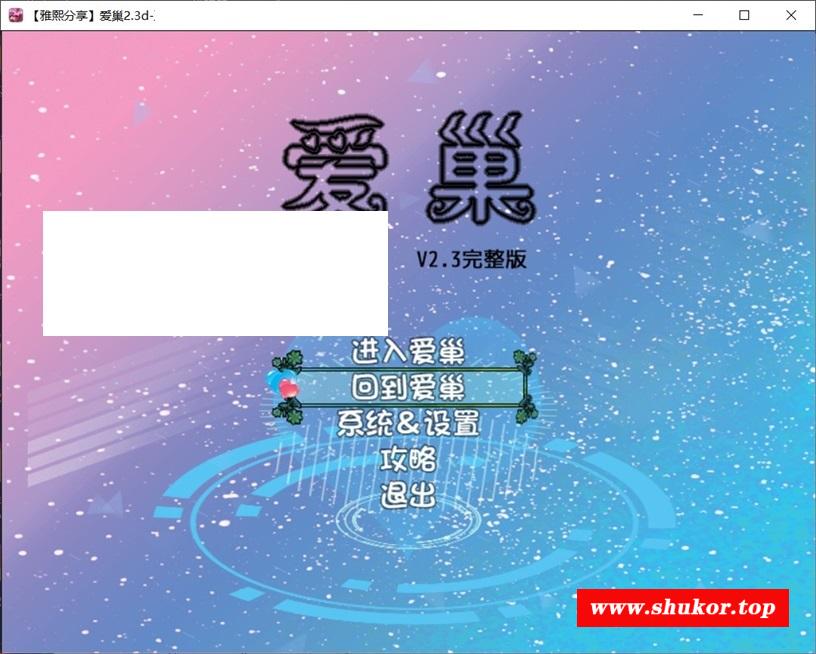 【雅熙分享】爱巢2.3d-
爱巢
V2.3完整版
进入爱巢
回到爱巢
系统&设置
攻略
退出
www.shukor.top